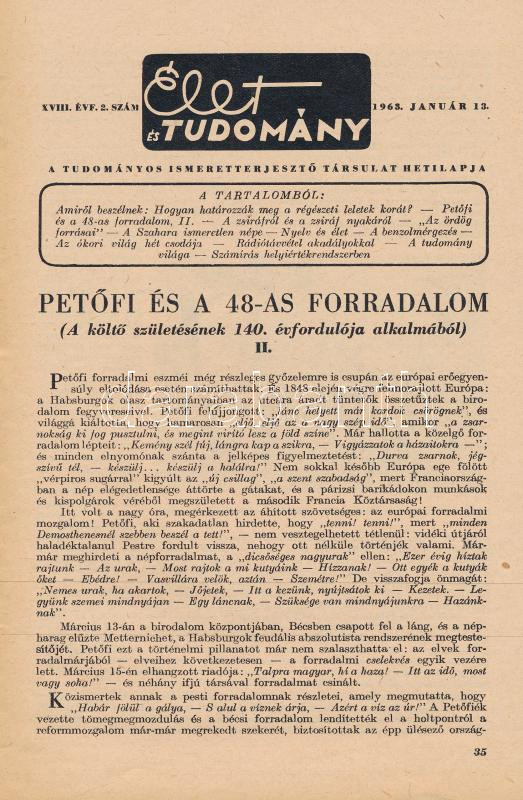 XVIII. ÉVF. 2. SZÁM
Élet
ÉS TUDOMÁNY
1963. JANUÁR 13.
A TUDOMÁNYOS ISMERETTERJESZTŐ TÁRSULAT HETILAPJA
A TARTALOMBÓL:
Amiről beszélnek: Hogyan határozzák meg a régészeti leletek korát? — Petőfi
és a 48-as forradalom, II. — A zsiráfról és a zsiráf nyakáról — „Az ördög
forrásai" — A Szahara ismeretlen népe — Nyelv és élet — A benzolmérgezés —
Az ókori világ hét csodája — Rádiótávvétel akadályokkal — A tudomány
világa — Számírás helyiértékrendszerben
PETŐFI ÉS A 48-AS FORRADALOM
(A költő születésének 140. évfordulója alkalmából)
II.
Petőfi forradalmi eszméi még részleges győzelemre is csupán az európai erőegyen-
súly eltolódása esetén számíthattak. És 1848 elején végre felmorajlott Európa:
a Habsburgok olasz tartományaiban az utcára áradt tüntetők összetűztek a biro-
dalom fegyvereseivel. Petőfi felújjongott „lánc helyett már kardok csörögnek", és
világgá kiáltotta, hogy hamarosan „eljő, eljő az a nagy szép idő", amikor „a zsar-
nokság ki fog pusztulni, és megint virító lesz a föld színe". Már hallotta a közelgő for-
radalom lépteit: „Kemény szél fúj, lángra kap a szikra, — Vigyázzatok a házaitokra —";
és minden elnyomónak szánta a jelképes figyelmeztetést: „Durva zsarnok, jég-
szívű tél, — készülj... készülj a halálra!" Nem sokkal később Európa ege fölött
„vérpiros sugárral" kigyúlt az „új csillag", „a szent szabadság", mert Franciaország-
ban a nép elégedetlensége áttörte a gátakat, és a párizsi barikádokon munkások
és kispolgárok véréből megszületett a második Francia Köztársaság!
Itt volt a nagy óra, megérkezett az áhított szövetséges: az európai forradalmi
mozgalom! Petőfi, aki szakadatlan hirdette, hogy „tenni! tenni!", mert „minden
Demosthenesnél szebben beszél a tett!", — nem vesztegelhetett tétlenül: vidéki útjáról
haladéktalanul Pestre fordult vissza, nehogy ott nélküle történjék valami. Már-
már meghirdeti a népforradalmat, a „dicsőséges nagyurak" ellen: „Ezer évig híztak
rajtunk — Az urak, — Most rajtok a mi kutyáink — Hízzanak! — Ott egyék a kutyák
őket — Ebédre! — Vasvillára velök, aztán — Szemétre!" De visszafogja önmagát:
„Nemes urak, ha akartok, — Jőjetek, — Itt a kezünk, nyújtsátok ki — Kezetek. — Le-
gyünk szemei mindnyájan — Egy láncnak, — Szüksége van mindnyájunkra — Hazánk-
nak".
Március 13-án a birodalom központjában, Bécsben csapott fel a láng, és a nép-
harag elűzte Metternichet, a Habsburgok feudális abszolutista rendszerének megteste-
sítőjét. Petőfi ezt a történelmi pillanatot már nem szalaszthatta el: az elvek for-
radalmárjából — elveihez következetesen — a forradalmi cselekvés egyik vezére
lett. Március 15-én elhangzott riadója: „Talpra magyar, hí a haza! — Itt az idő, most
vagy soha!" — és néhány ifjú társával forradalmat csinált.
Közismertek annak a pesti forradalomnak részletei, amely megmutatta, hogy
„Habár fölül a gálya, — S alul a víznek árja, — Azért a víz az úr!" A Petőfiék
vezette tömegmegmozdulás és a bécsi forradalom lendítették el a holtpontról a
reformmozgalom már-már megrekedt szekerét, biztosítottak az épp ülésező ország-
35